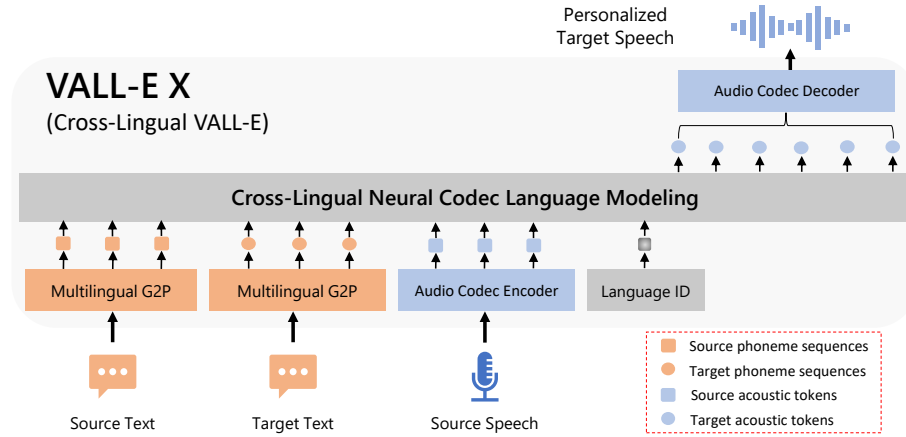 Personalized
Target Speech
VALL-E X
(Cross-Lingual VALL-E)
Audio Codec Decoder
Cross-Lingual Neural Codec Language Modeling
Multilingual G2P
Multilingual G2P
Audio Codec Encoder
Language ID
Source Text
Target Text
Source Speech
Source phoneme sequences
Target phoneme sequences
Source acoustic tokens
Target acoustic tokens